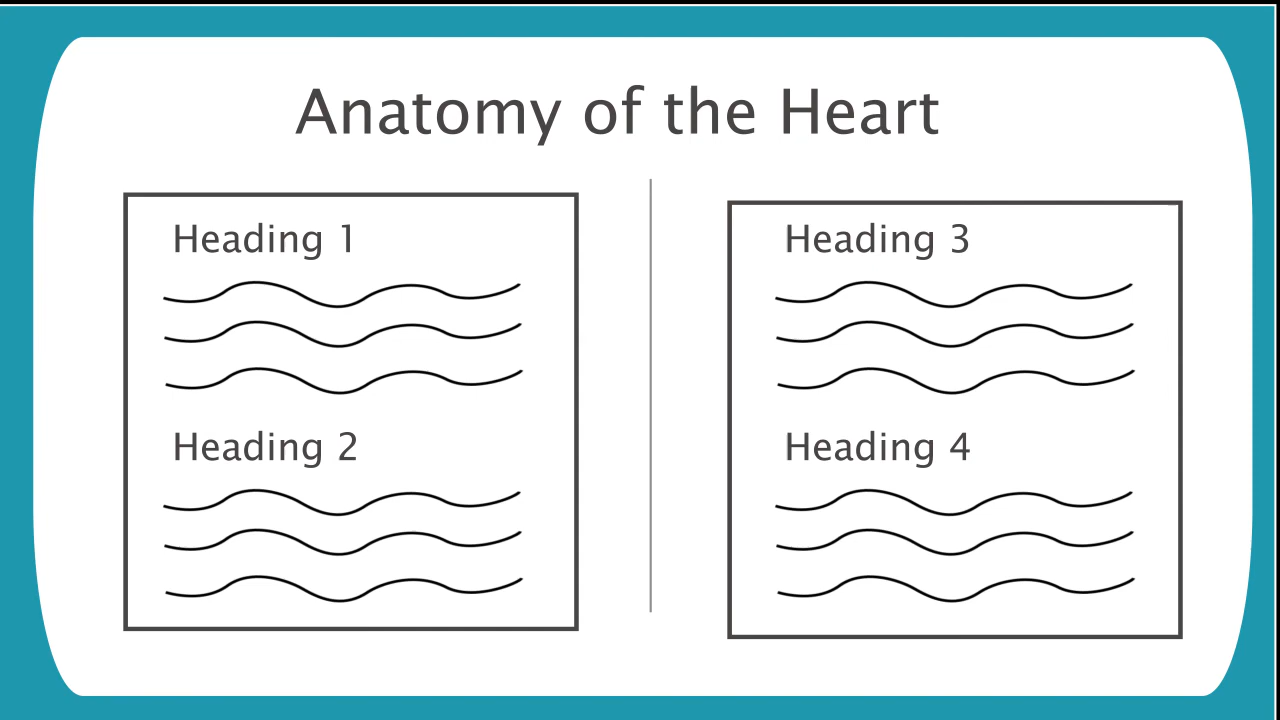 Anatomy of the Heart
Heading 1
Heading 2
Heading 3
Heading 4